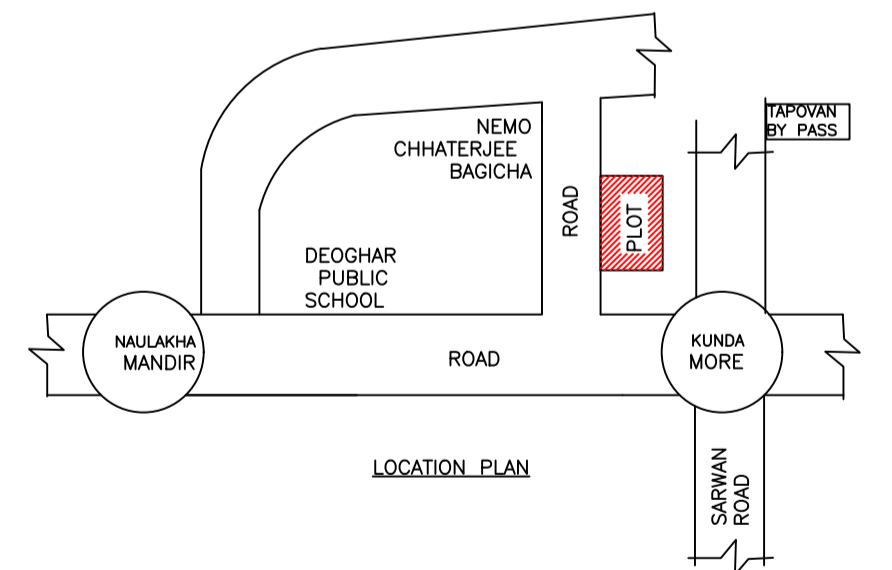 NEMO
CHHATERJEE
BAGICHA
TAPOVAN
BY PASS
ROAD
PLOT
DEOGHAR
PUBLIC
SCHOOL
NAULAKHA
MANDIR
ROAD
KUNDA
MORE
LOCATION PLAN
SARWAN
ROAD